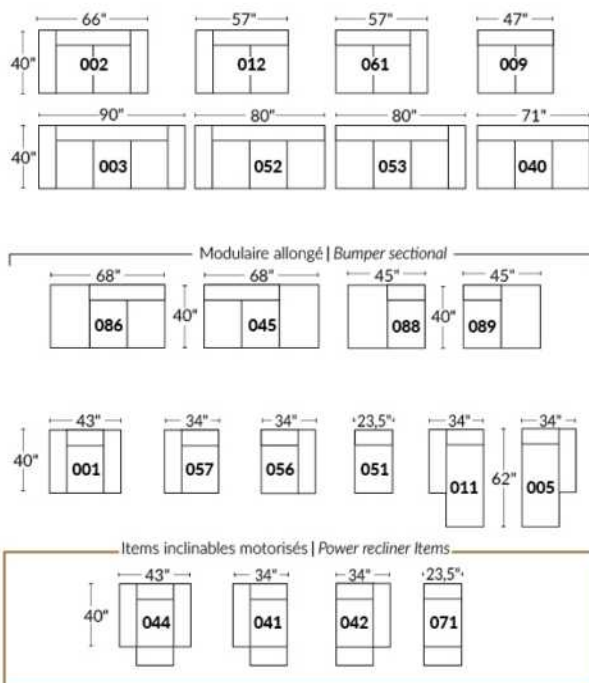 66" 57" 57" 47"
40" 002 012 061 009
90" 80" 80" 71"
40" 003 052 053 040
Modulaire allongé | Bumper sectional
68" 68" 45" 45"
086 40" 045 088 40" 089
43" 34" 34" 23,5" 34" 34"
40" 001 057 056 051 011 62" 005
Items inclinables motorisés | Power recliner Items
43" 34" 34" 23,5"
40" 044 041 042 071